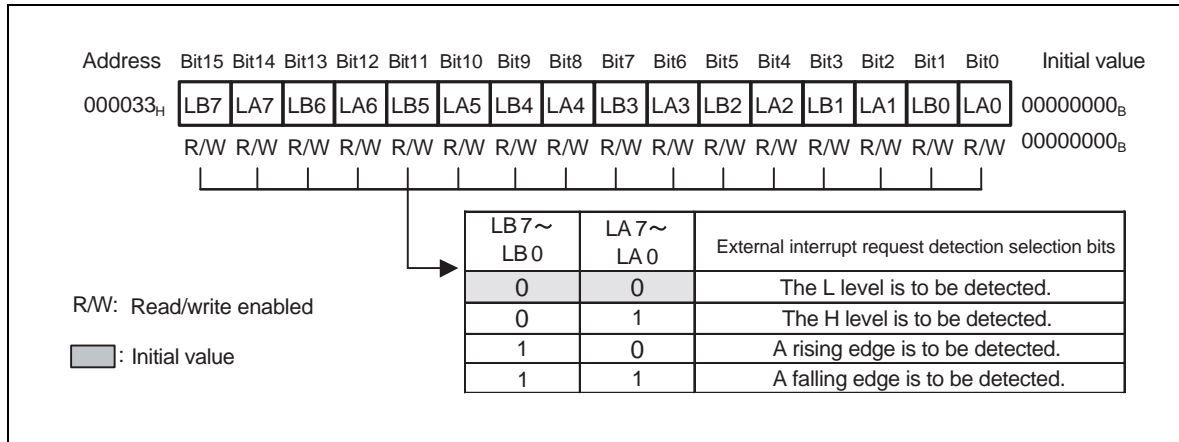 Address Bit15 Bit14 Bit13 Bit12 Bit11 Bit10 Bit9 Bit8 Bit7 Bit6 Bit5 Bit4 Bit3 Bit2 Bit1 Bit0 Initial value
000033H LB7 LA7 LB6 LA6 LB5 LA5 LB4 LA4 LB3 LA3 LB2 LA2 LB1 LA1 LB0 LA0 00000000B
R/W R/W R/W R/W R/W R/W R/W R/W R/W R/W R/W R/W R/W R/W R/W R/W 00000000B
LB7～ LA7～
LB0 LA0 External interrupt request detection selection bits
0 0 The L level is to be detected.
0 1 The H level is to be detected.
1 0 A rising edge is to be detected.
1 1 A falling edge is to be detected.
R/W: Read/write enabled
: Initial value